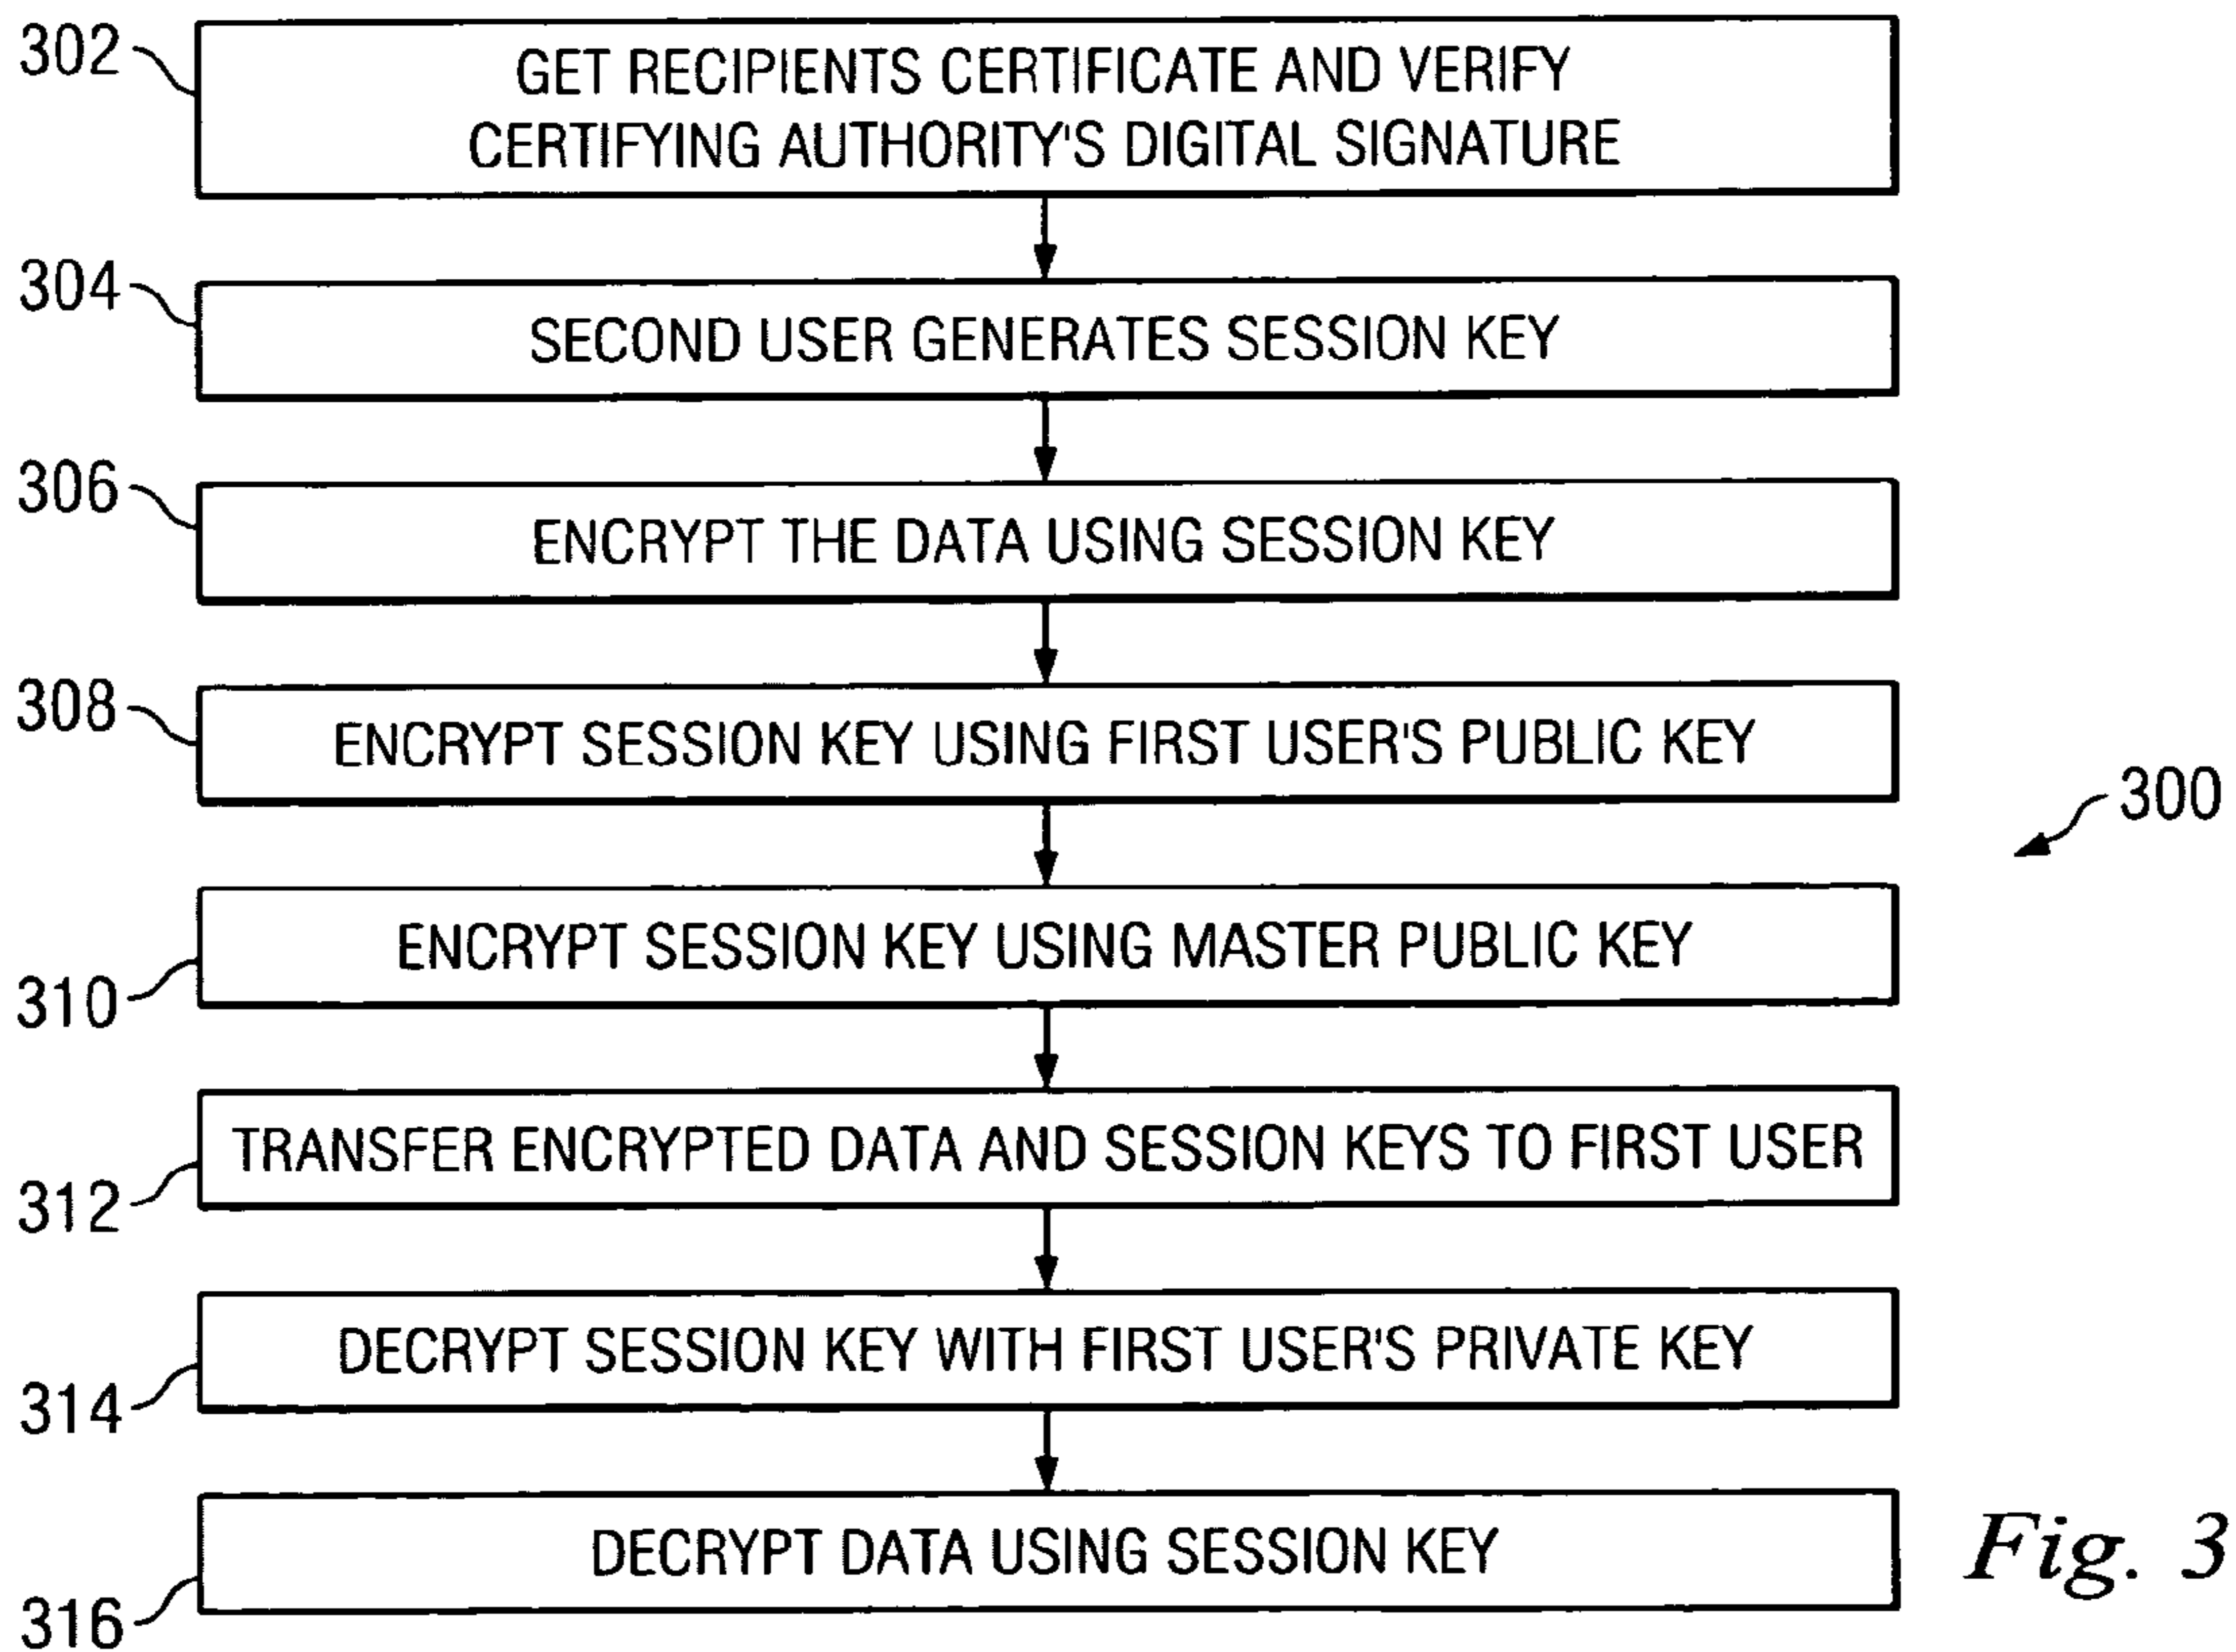 302
GET RECIPIENTS CERTIFICATE AND VERIFY
CERTIFYING AUTHORITY'S DIGITAL SIGNATURE
304
SECOND USER GENERATES SESSION KEY
306
ENCRYPT THE DATA USING SESSION KEY
308
ENCRYPT SESSION KEY USING FIRST USER'S PUBLIC KEY
300
310
ENCRYPT SESSION KEY USING MASTER PUBLIC KEY
312
TRANSFER ENCRYPTED DATA AND SESSION KEYS TO FIRST USER
314
DECRYPT SESSION KEY WITH FIRST USER'S PRIVATE KEY
316
DECRYPT DATA USING SESSION KEY
Fig. 3